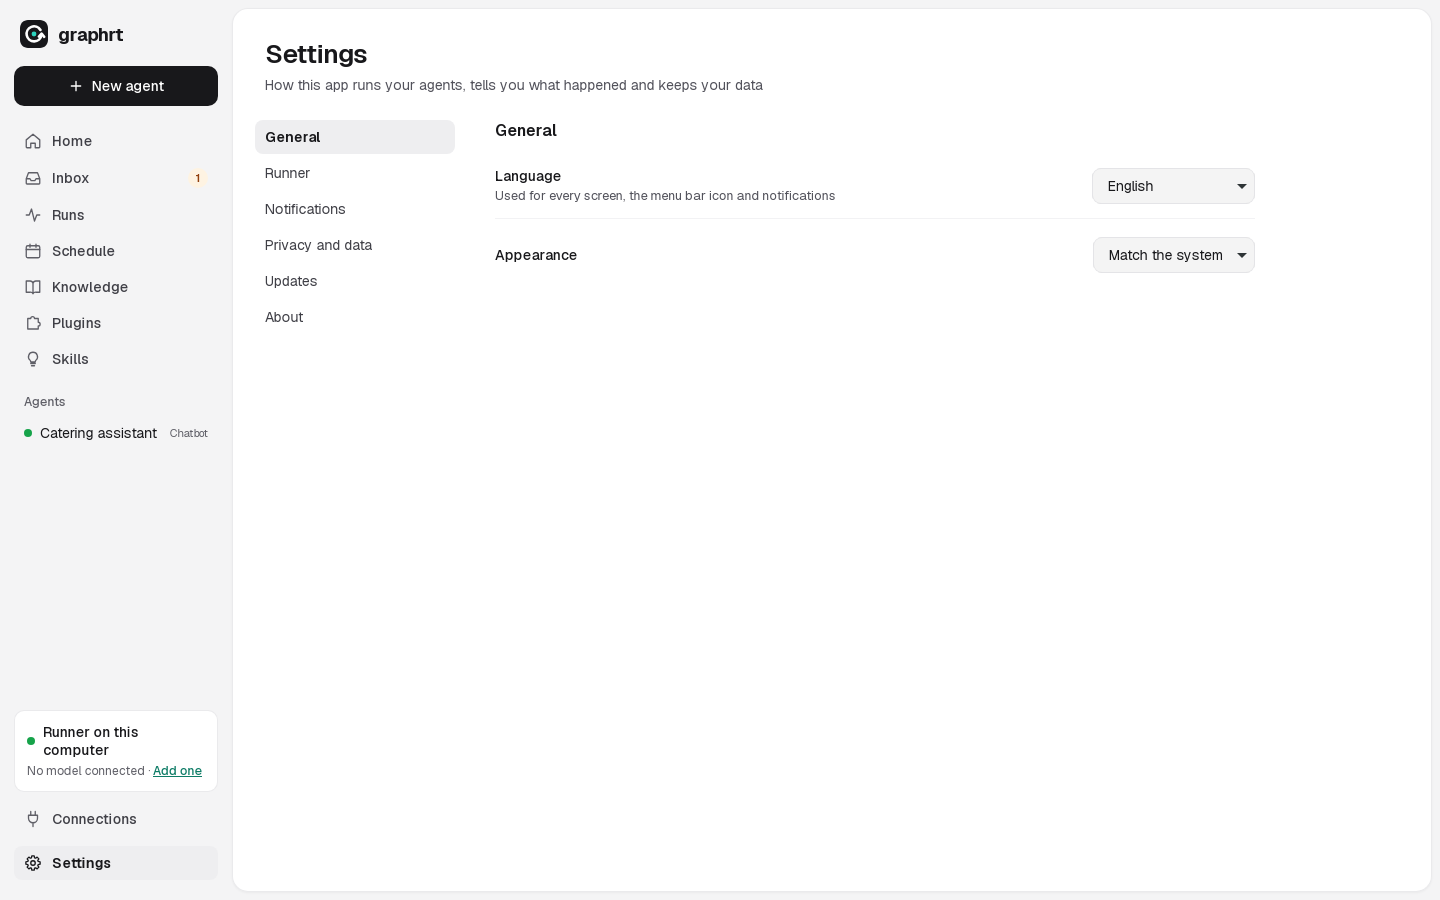 graphrt
New agent
Home
Inbox 1
Runs
Schedule
Knowledge
Plugins
Skills
Agents
Catering assistant Chatbot
Runner on this
computer
No model connected · Add one
Connections
Settings
Settings
How this app runs your agents, tells you what happened and keeps your data
General
Runner
Notifications
Privacy and data
Updates
About
General
Language
Used for every screen, the menu bar icon and notifications
English
Appearance
Match the system